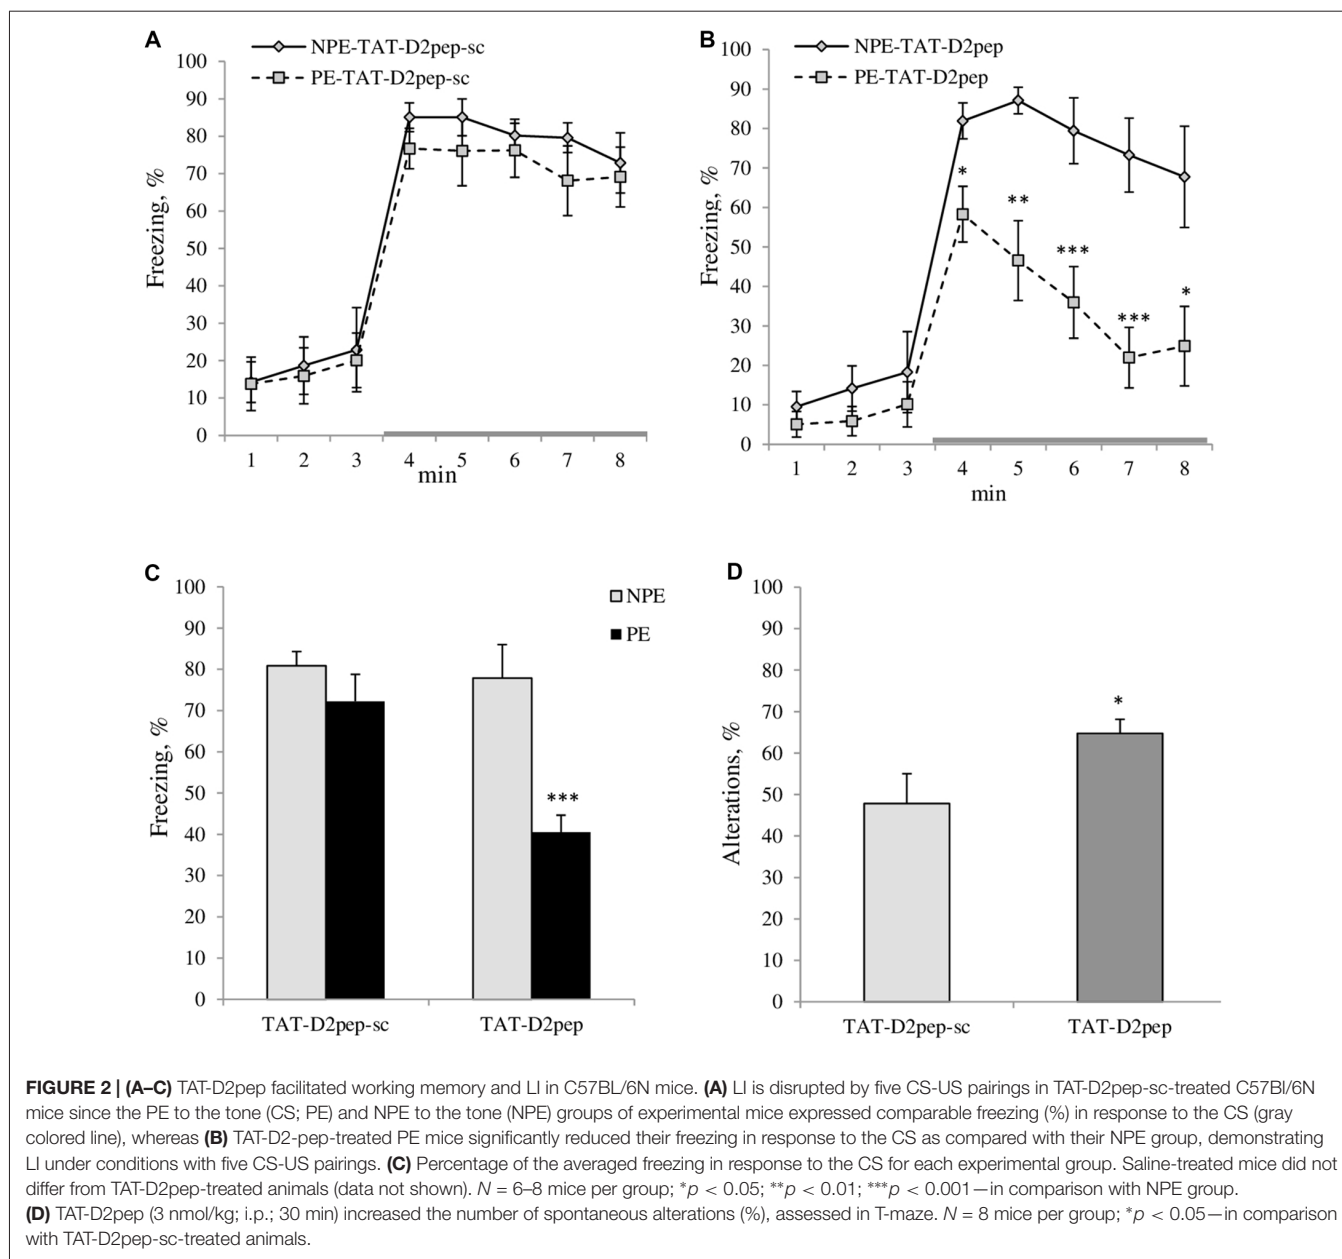 A
NPE-TAT-D2pep-sc
PE-TAT-D2pep-sc
Freezing, %
100
90
80
70
60
50
40
30
20
10
0
1 2 3 4 5 6 7 8
min
B
NPE-TAT-D2pep
PE-TAT-D2pep
Freezing, %
100
90
80
70
60
50
40
30
20
10
0
* ** *** *** *
1 2 3 4 5 6 7 8
min
C
NPE
PE
Freezing, %
100
90
80
70
60
50
40
30
20
10
0
***
TAT-D2pep-sc TAT-D2pep
D
Alterations, %
100
90
80
70
60
50
40
30
20
10
0
*
TAT-D2pep-sc TAT-D2pep
FIGURE 2 | (A–C) TAT-D2pep facilitated working memory and LI in C57BL/6N mice. (A) LI is disrupted by five CS-US pairings in TAT-D2pep-sc-treated C57Bl/6N
mice since the PE to the tone (CS; PE) and NPE to the tone (NPE) groups of experimental mice expressed comparable freezing (%) in response to the CS (gray
colored line), whereas (B) TAT-D2-pep-treated PE mice significantly reduced their freezing in response to the CS as compared with their NPE group, demonstrating
LI under conditions with five CS-US pairings. (C) Percentage of the averaged freezing in response to the CS for each experimental group. Saline-treated mice did not
differ from TAT-D2pep-treated animals (data not shown). N = 6–8 mice per group; *p < 0.05; **p < 0.01; ***p < 0.001—in comparison with NPE group.
(D) TAT-D2pep (3 nmol/kg; i.p.; 30 min) increased the number of spontaneous alterations (%), assessed in T-maze. N = 8 mice per group; *p < 0.05—in comparison
with TAT-D2pep-sc-treated animals.